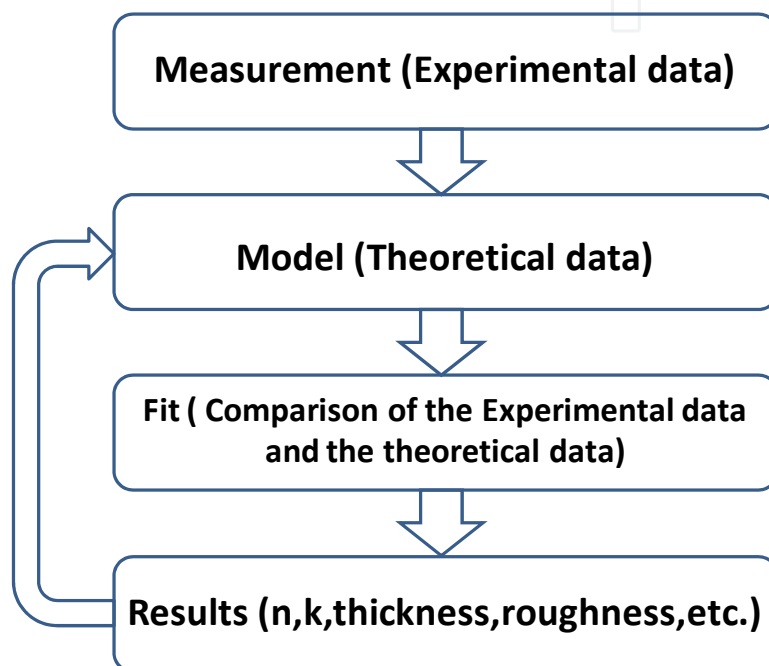 Measurement (Experimental data)
Model (Theoretical data)
Fit ( Comparison of the Experimental data
and the theoretical data)
Results (n,k,thickness,roughness,etc.)